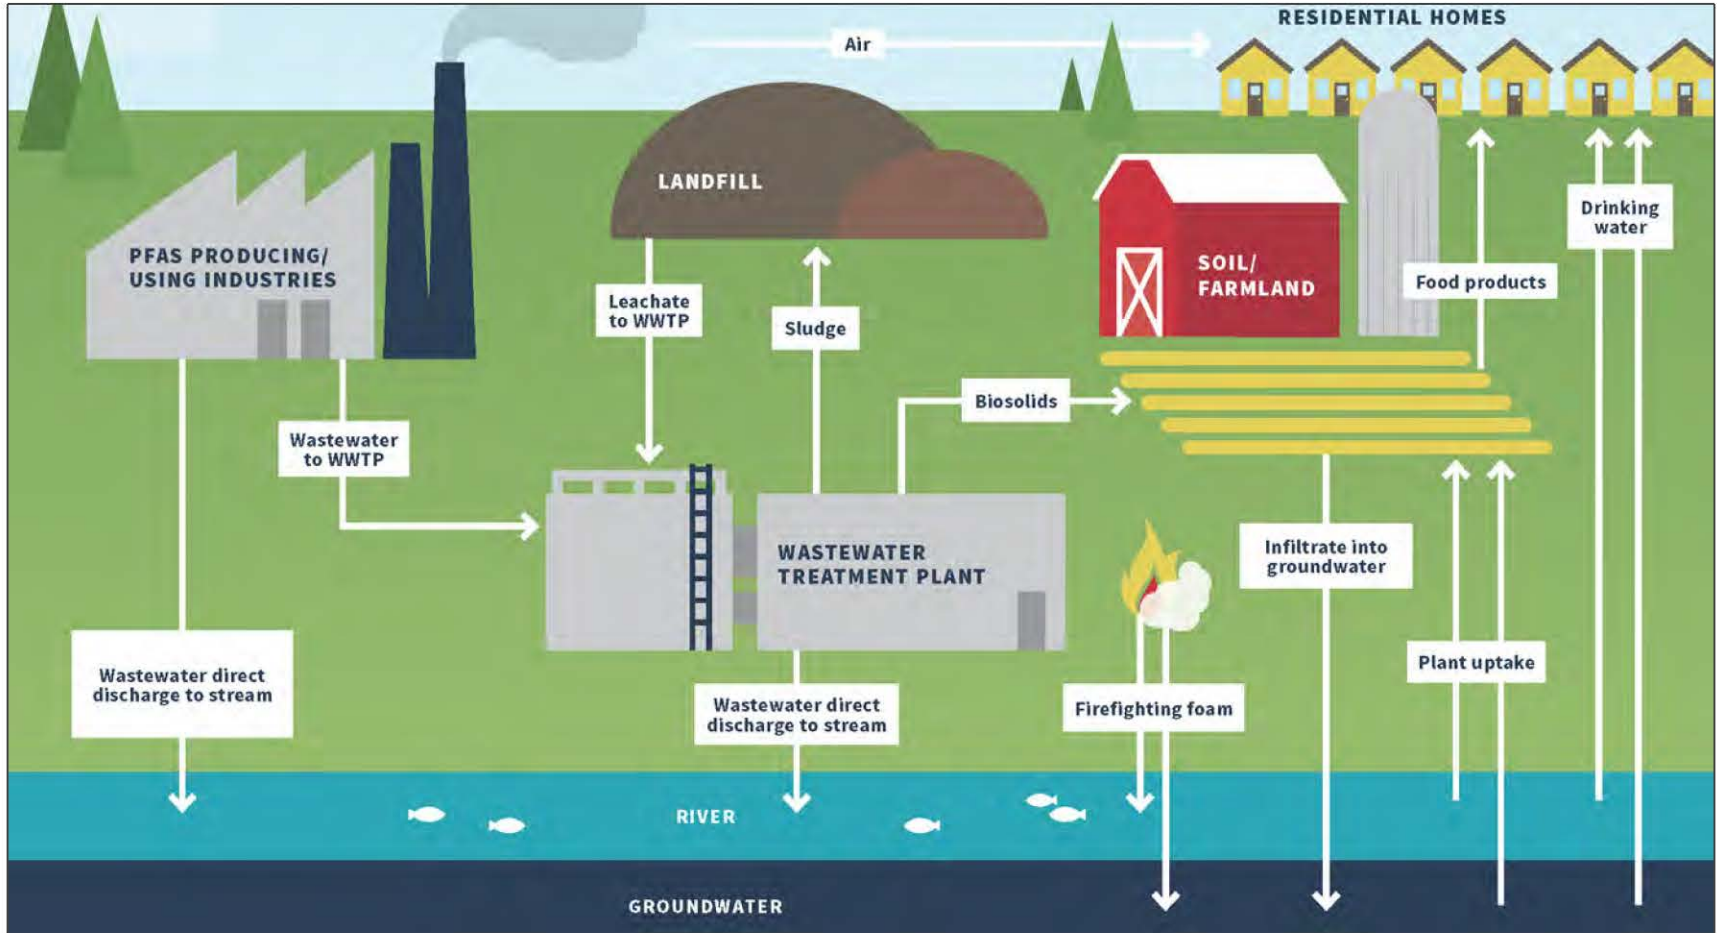 RESIDENTIAL HOMES
Air
LANDFILL
PFAS PRODUCING/
USING INDUSTRIES
Leachate
to WWTP
Sludge
SOIL/
FARMLAND
Food products
Drinking
water
Biosolids
Wastewater
to WWTP
WASTEWATER
TREATMENT PLANT
Infiltrate into
groundwater
Plant uptake
Wastewater direct
discharge to stream
Wastewater direct
discharge to stream
Firefighting foam
RIVER
GROUNDWATER